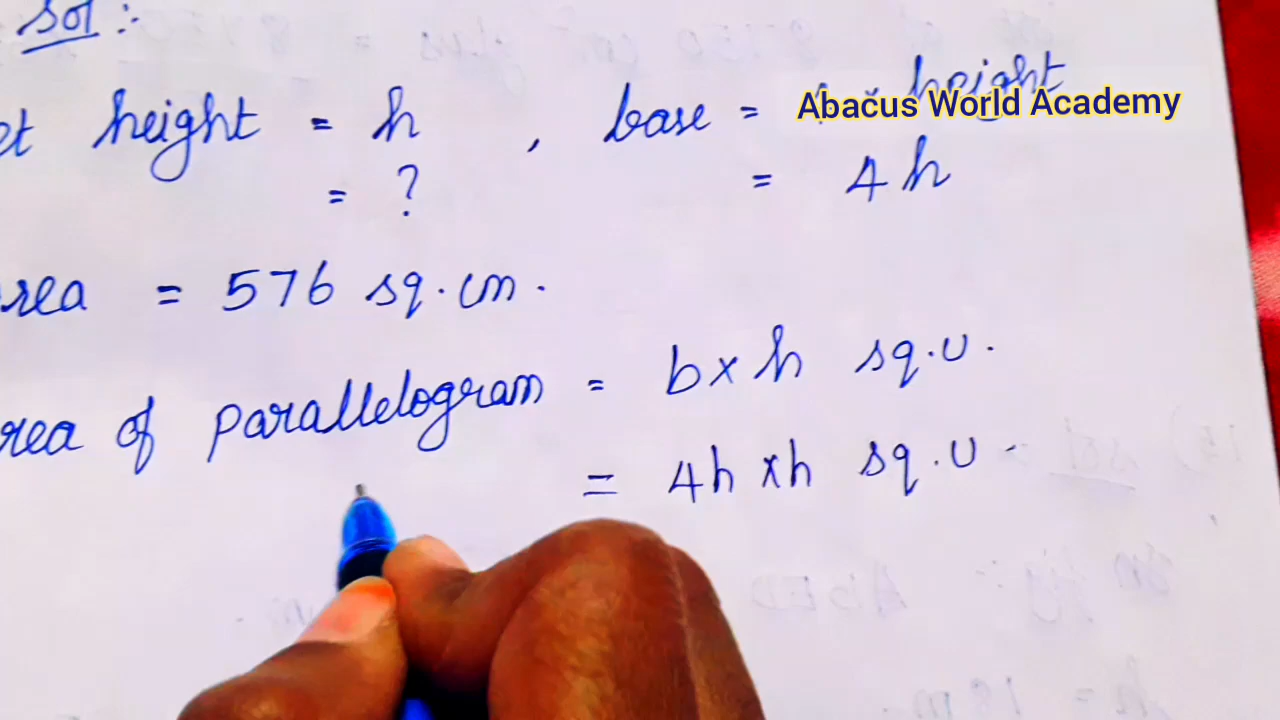 Sol :
et height = h , base = height
Abacus World Academy
= ? = 4h
rea = 576 sq.cm.
rea of parallelogram = b×h sq.u.
= 4h×h sq.u.